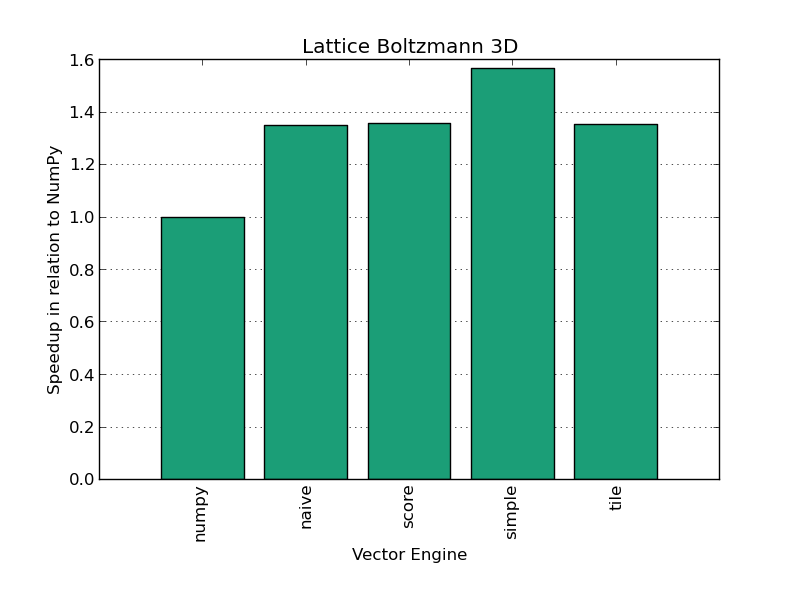 Lattice Boltzmann 3D
1.6
1.4
1.2
1.0
0.8
0.6
0.4
0.2
0.0
Speedup in relation to NumPy
numpy
naive
score
simple
tile
Vector Engine